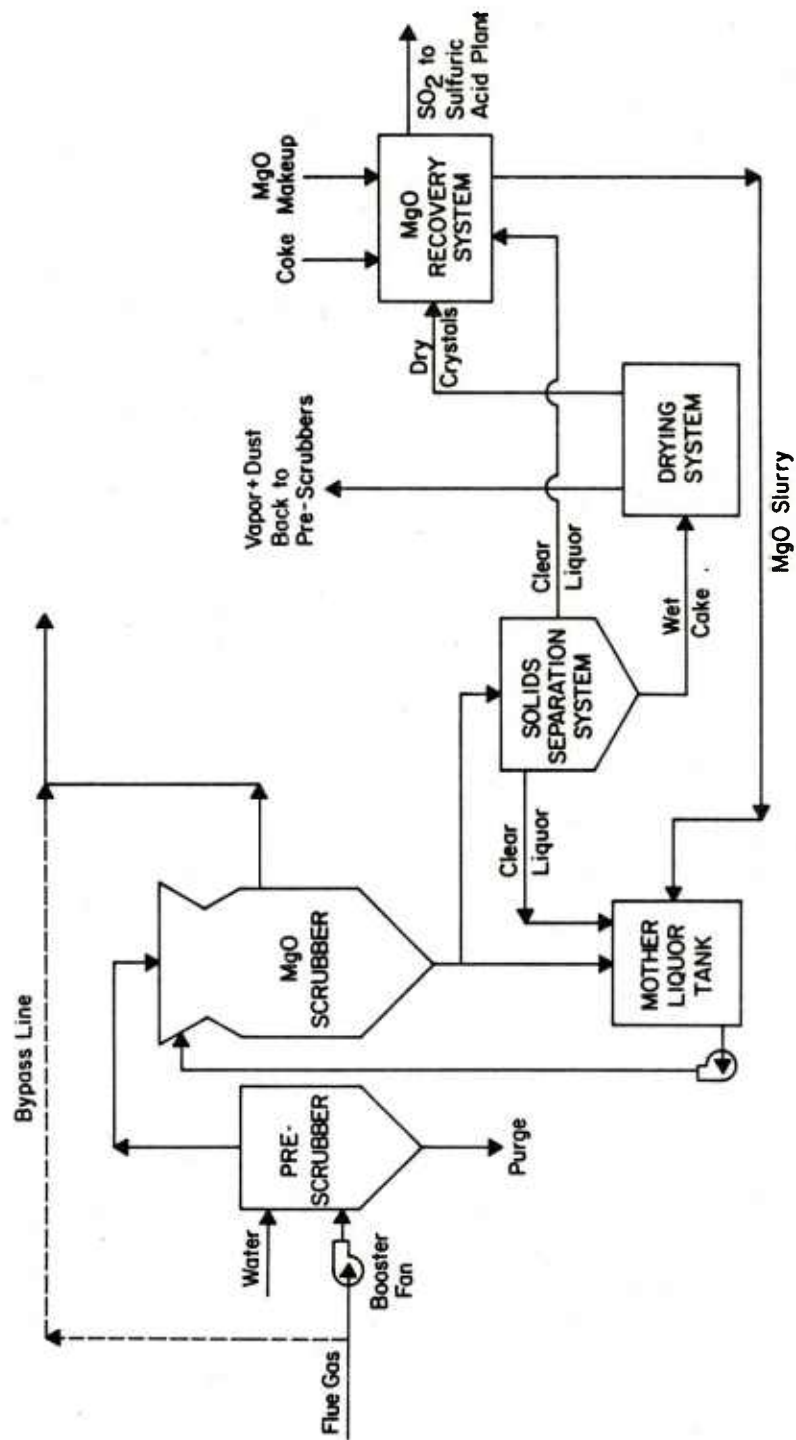 Bypass Line
Flue Gas
Booster
Fan
Water
PRE-
SCRUBBER
Purge
MgO
SCRUBBER
MOTHER
LIQUOR
TANK
Clear
Liquor
SOLIDS
SEPARATION
SYSTEM
Clear
Liquor
Wet
Cake
DRYING
SYSTEM
Vapor+Dust
Back to
Pre-Scrubbers
Dry
Crystals
Coke
MgO
Makeup
MgO
RECOVERY
SYSTEM
SO2 to
Sulfuric
Acid Plant
MgO Slurry